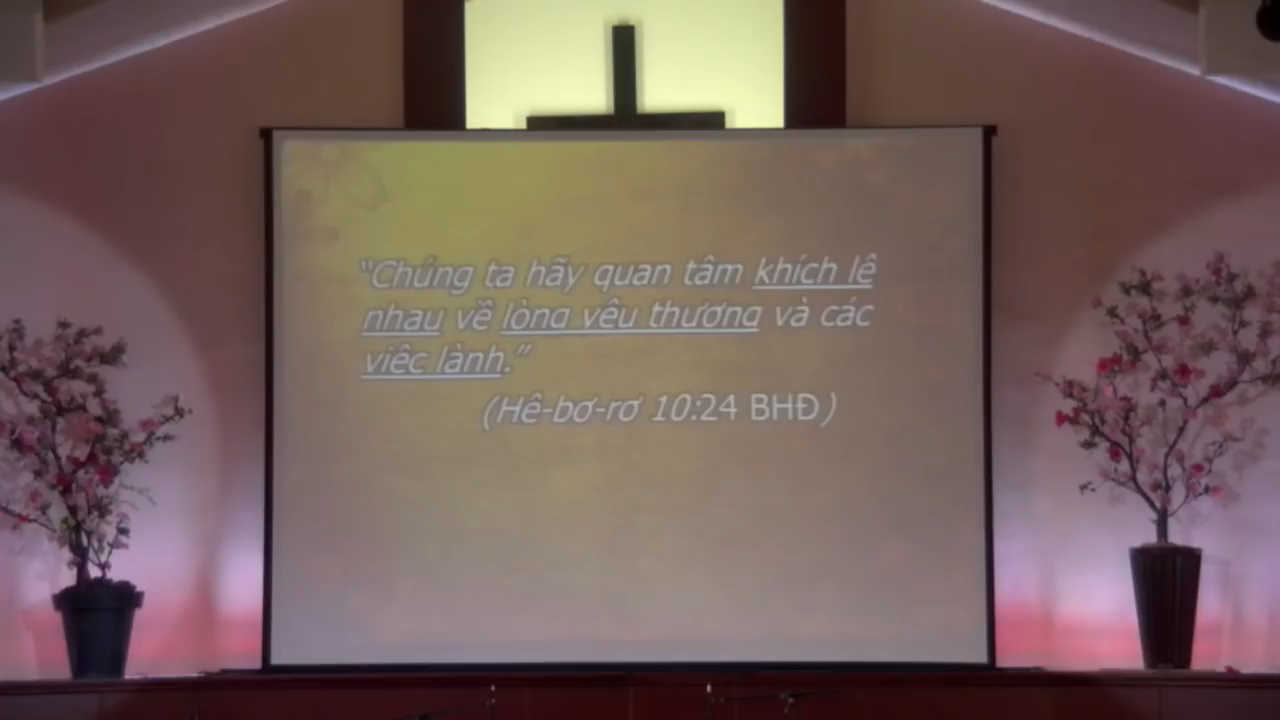 “Chúng ta hãy quan tâm khích lệ
nhau về lòng yêu thương và các
việc lành.”
(Hê-bơ-rơ 10:24 BHĐ)